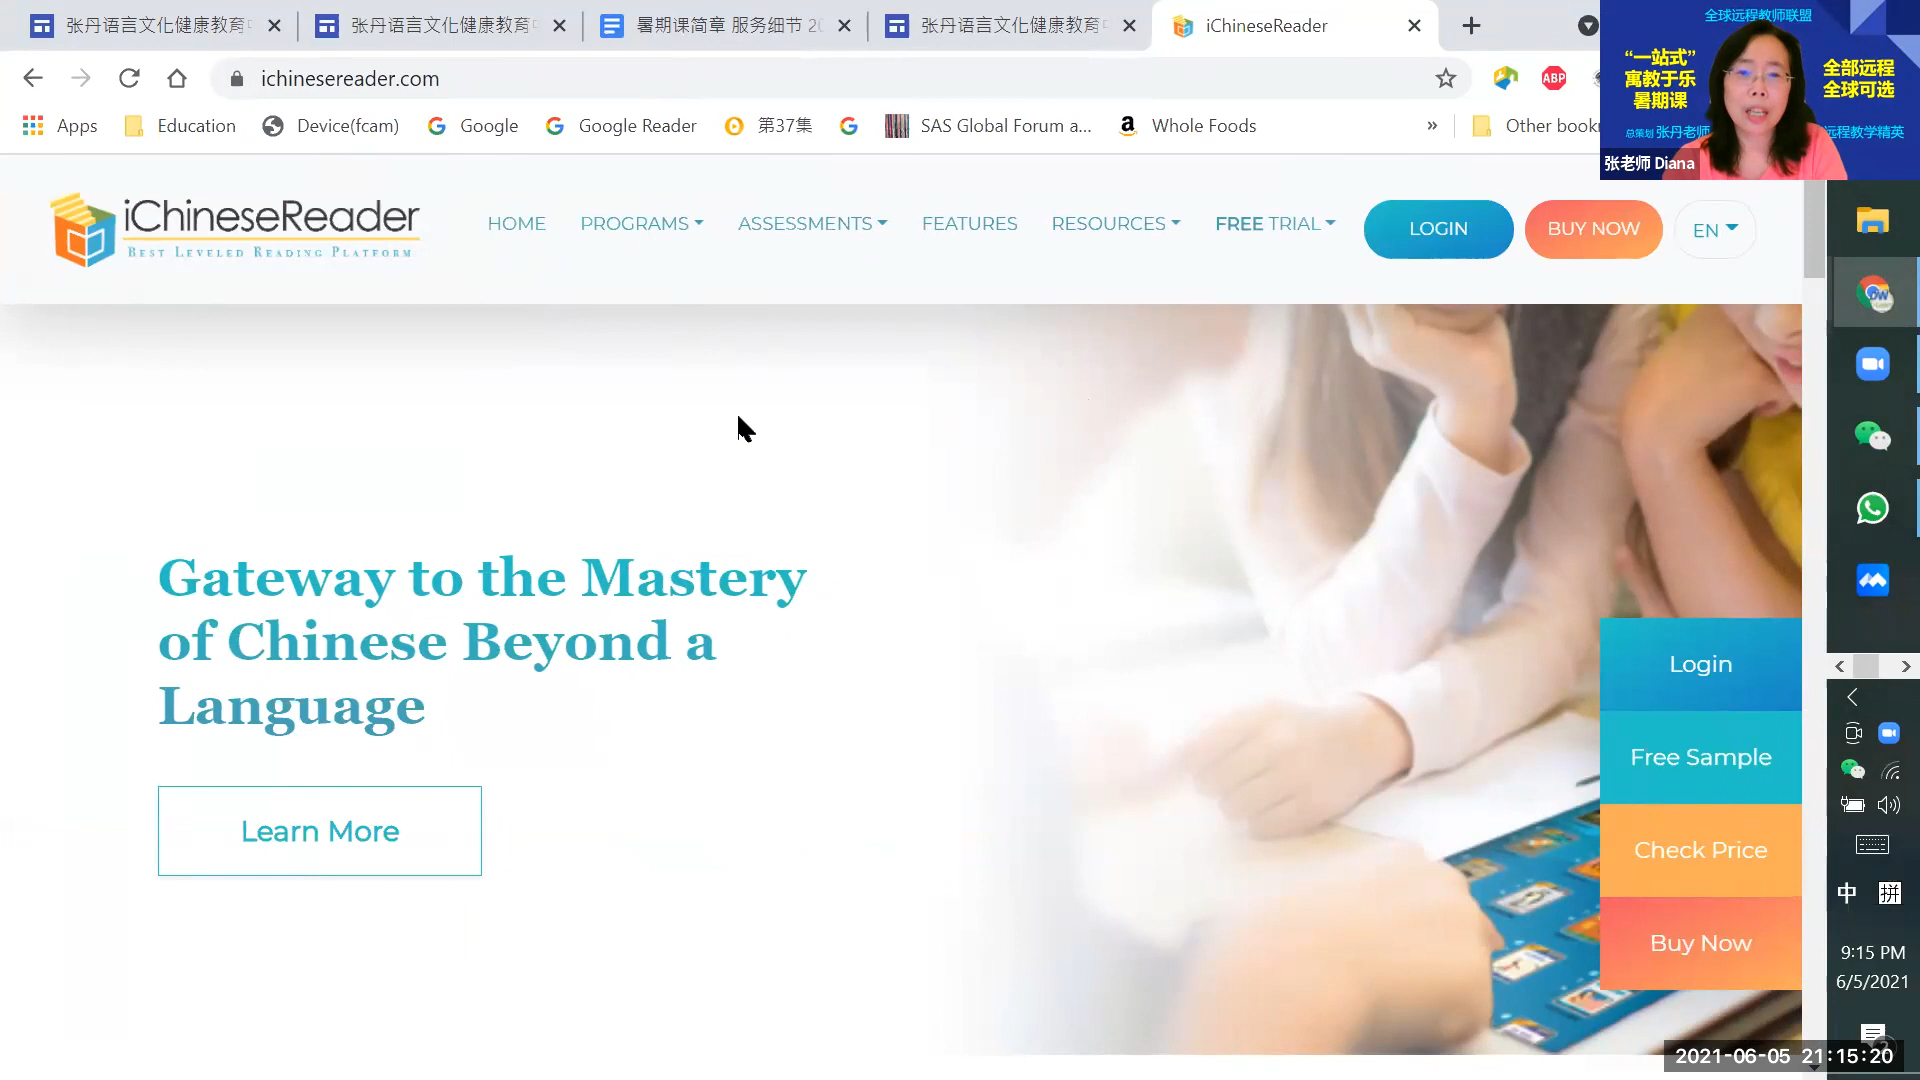 张丹语言文化健康教育
张丹语言文化健康教育
暑期课简章 服务细节 20
张丹语言文化健康教育
iChineseReader
ichinesereader.com
ABP
Apps
Education
Device(fcam)
Google
Google Reader
第37集
SAS Global Forum a...
Whole Foods
»
Other book
全球远程教师联盟
“一站式”
寓教于乐
暑期课
全部远程
全球可选
总策划 张丹老师
远程教学精英
张老师 Diana
iChineseReader
BEST LEVELED READING PLATFORM
HOME
PROGRAMS
ASSESSMENTS
FEATURES
RESOURCES
FREE TRIAL
LOGIN
BUY NOW
EN
Gateway to the Mastery
of Chinese Beyond a
Language
Learn More
Login
Free Sample
Check Price
Buy Now
中
拼
9:15 PM
6/5/2021
2021-06-05 21:15:20